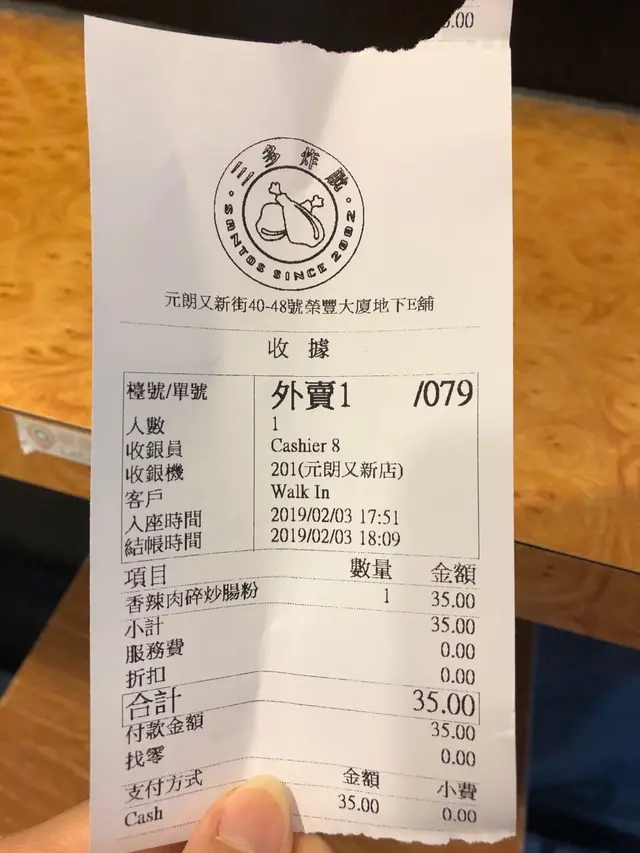 .00
三多炸脾
SANTOS SINCE 2002
元朗又新街40-48號榮豐大廈地下E舖
收 據
檯號/單號 外賣1 /079
人數 1
收銀員 Cashier 8
收銀機 201(元朗又新店)
客戶 Walk In
入座時間 2019/02/03 17:51
結帳時間 2019/02/03 18:09
項目 數量 金額
香辣肉碎炒腸粉 1 35.00
小計 35.00
服務費 0.00
折扣 0.00
合計 35.00
付款金額 35.00
找零 0.00
支付方式 金額 小費
Cash 35.00 0.00